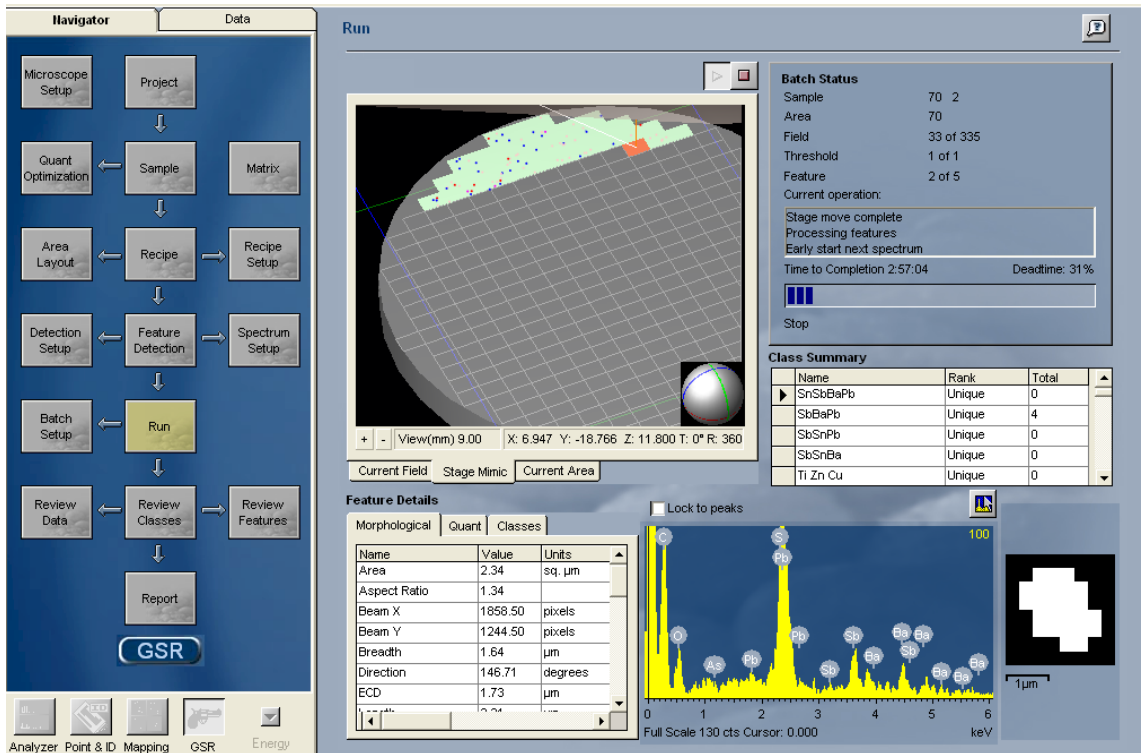 Navigator
Data
Microscope
Setup
Project
Quant
Optimization
Sample
Matrix
Area
Layout
Recipe
Recipe
Setup
Detection
Setup
Feature
Detection
Spectrum
Setup
Batch
Setup
Run
Review
Data
Review
Classes
Review
Features
Report
GSR
Analyzer
Point & ID
Mapping
GSR
Energy
Run
+ - View(mm) 9.00 X: 6.947 Y: -18.766 Z: 11.800 T: 0° R: 360
Current Field Stage Mimic Current Area
Batch Status
Sample 70 2
Area 70
Field 33 of 335
Threshold 1 of 1
Feature 2 of 5
Current operation:
Stage move complete
Processing features
Early start next spectrum
Time to Completion 2:57:04 Deadtime: 31%
Stop
Class Summary
Name Rank Total
SnSbBaPb Unique 0
SbBaPb Unique 4
SbSnPb Unique 0
SbSnBa Unique 0
Ti Zn Cu Unique 0
Feature Details
Morphological Quant Classes
Name Value Units
Area 2.34 sq. µm
Aspect Ratio 1.34
Beam X 1858.50 pixels
Beam Y 1244.50 pixels
Breadth 1.64 µm
Direction 146.71 degrees
ECD 1.73 µm
Lock to peaks
100
C S
Pb
O Pb Sb Ba Ba
As Pb Sb Ba Sb Ba Ba Ba
0 1 2 3 4 5 6
Full Scale 130 cts Cursor: 0.000 keV
1µm